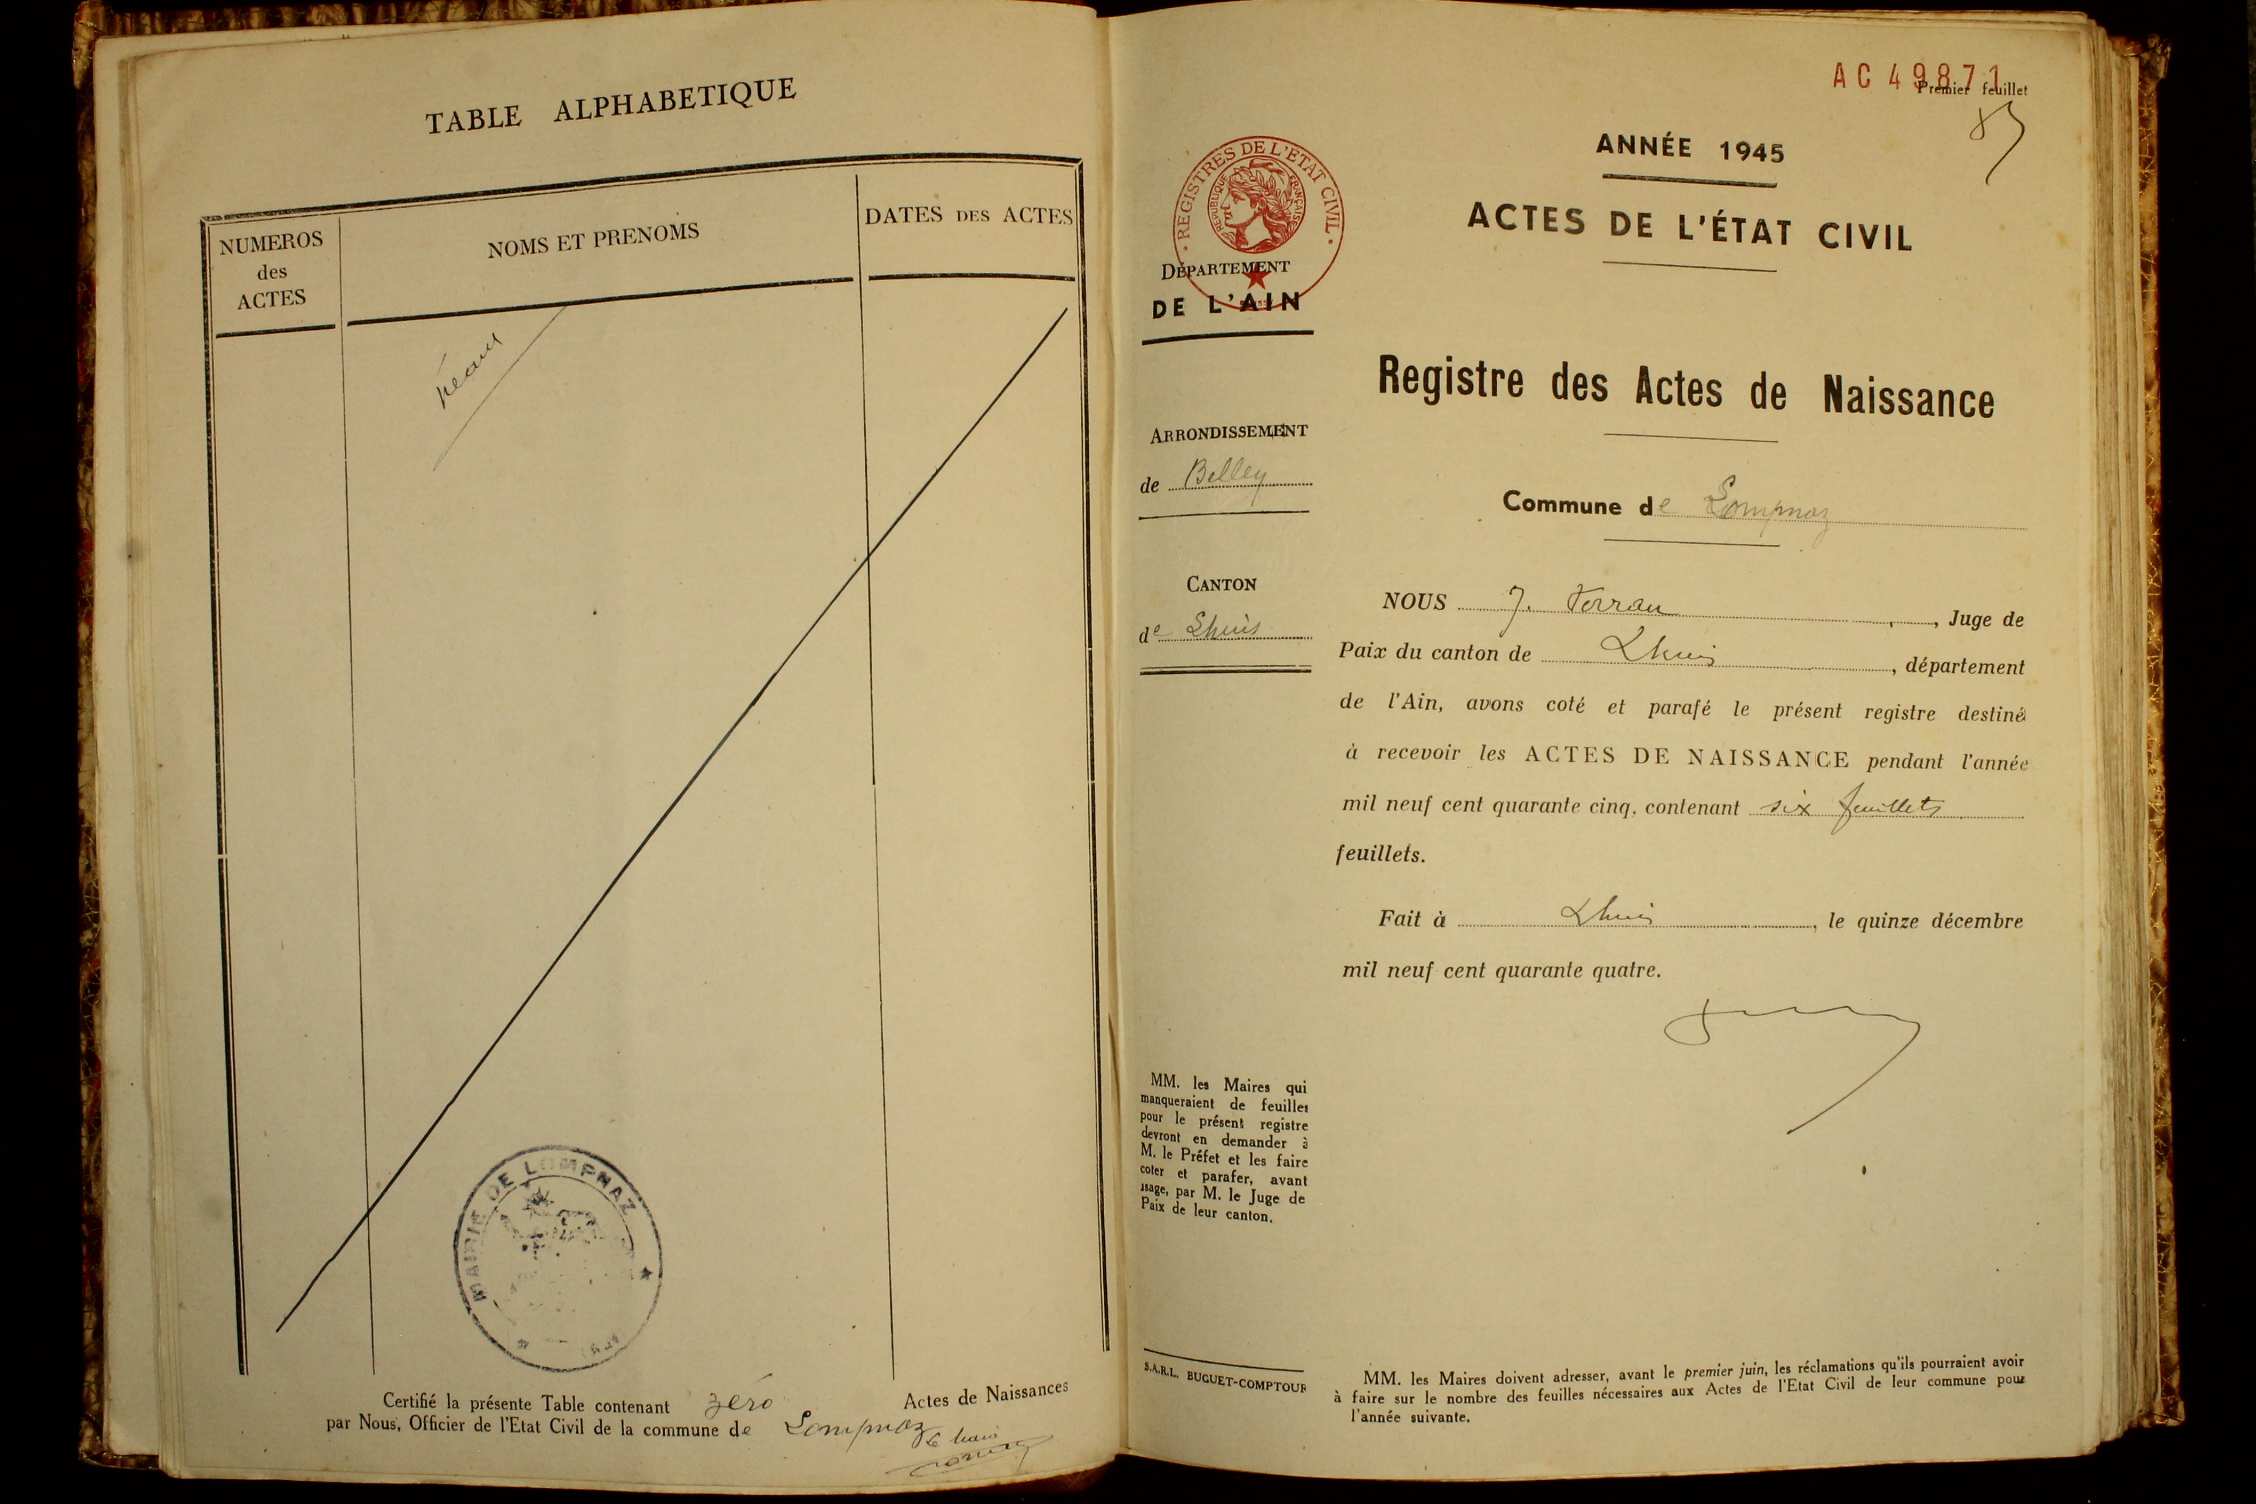 TABLE ALPHABETIQUE
NUMEROS
des
ACTES
NOMS ET PRENOMS
DATES DES ACTES
néant
MAIRIE DE LOMPNAZ
Certifié la présente Table contenant zéro Actes de Naissances
par Nous, Officier de l'Etat Civil de la commune de Lompnaz
Le Maire
AC 49871
Premier feuillet
ANNÉE 1945
ACTES DE L'ÉTAT CIVIL
REGISTRES DE L'ÉTAT CIVIL
RÉPUBLIQUE FRANÇAISE
DÉPARTEMENT
DE L'AIN
Registre des Actes de Naissance
ARRONDISSEMENT
de Belley
Commune de Lompnaz
CANTON
de Lhuis
NOUS J. Ferran, Juge de
Paix du canton de Lhuis, département
de l'Ain, avons coté et parafé le présent registre destiné
à recevoir les ACTES DE NAISSANCE pendant l'année
mil neuf cent quarante cinq, contenant six feuillets
feuillets.
Fait à Lhuis, le quinze décembre
mil neuf cent quarante quatre.
MM. les Maires qui
manqueraient de feuilles
pour le présent registre
devront en demander à
M. le Préfet et les faire
coter et parafer, avant
usage, par M. le Juge de
Paix de leur canton.
S.A.R.L. BUGUET-COMPTOUR
MM. les Maires doivent adresser, avant le premier juin, les réclamations qu'ils pourraient avoir
à faire sur le nombre des feuilles nécessaires aux Actes de l'Etat Civil de leur commune pour
l'année suivante.